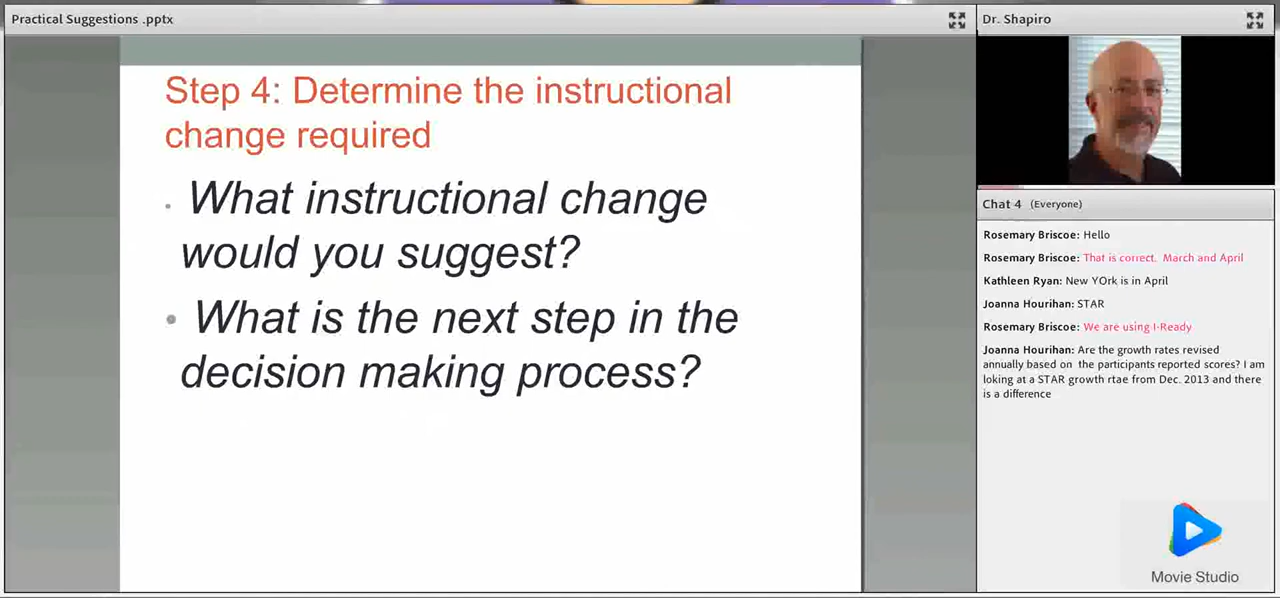 Practical Suggestions .pptx
Step 4: Determine the instructional
change required
What instructional change
would you suggest?
What is the next step in the
decision making process?
Dr. Shapiro
Chat 4 (Everyone)
Rosemary Briscoe: Hello
Rosemary Briscoe: That is correct. March and April
Kathleen Ryan: New YOrk is in April
Joanna Hourihan: STAR
Rosemary Briscoe: We are using I-Ready
Joanna Hourihan: Are the growth rates revised
annually based on the participants reported scores? I am
loking at a STAR growth rtae from Dec. 2013 and there
is a difference
Movie Studio